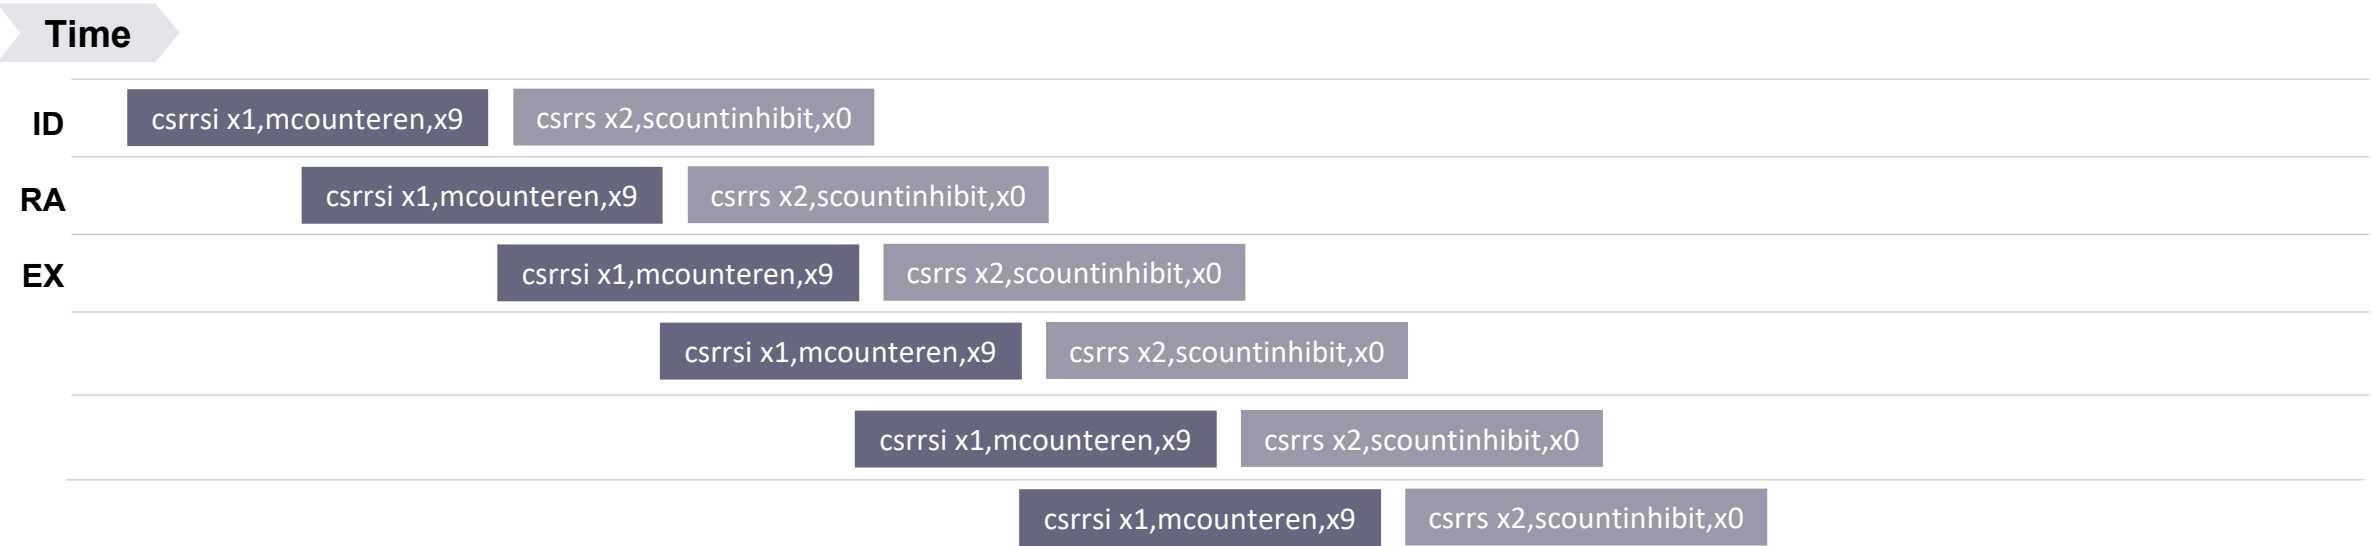 Time
ID
csrrsi x1,mcounteren,x9
csrrs x2,scountinhibit,x0
RA
csrrsi x1,mcounteren,x9
csrrs x2,scountinhibit,x0
EX
csrrsi x1,mcounteren,x9
csrrs x2,scountinhibit,x0
csrrsi x1,mcounteren,x9
csrrs x2,scountinhibit,x0
csrrsi x1,mcounteren,x9
csrrs x2,scountinhibit,x0
csrrsi x1,mcounteren,x9
csrrs x2,scountinhibit,x0